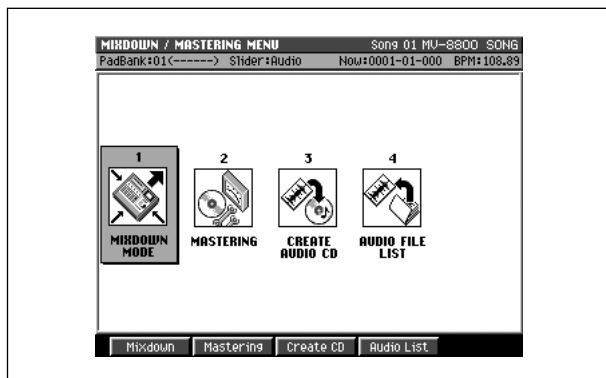 MIXDOWN / MASTERING MENU Song 01 MV-8800 SONG
PadBank:01(------) Slider:Audio Now:0001-01-000 BPM:108.89
1 2 3 4
MIXDOWN MODE
MASTERING
CREATE AUDIO CD
AUDIO FILE LIST
Mixdown Mastering Create CD Audio List